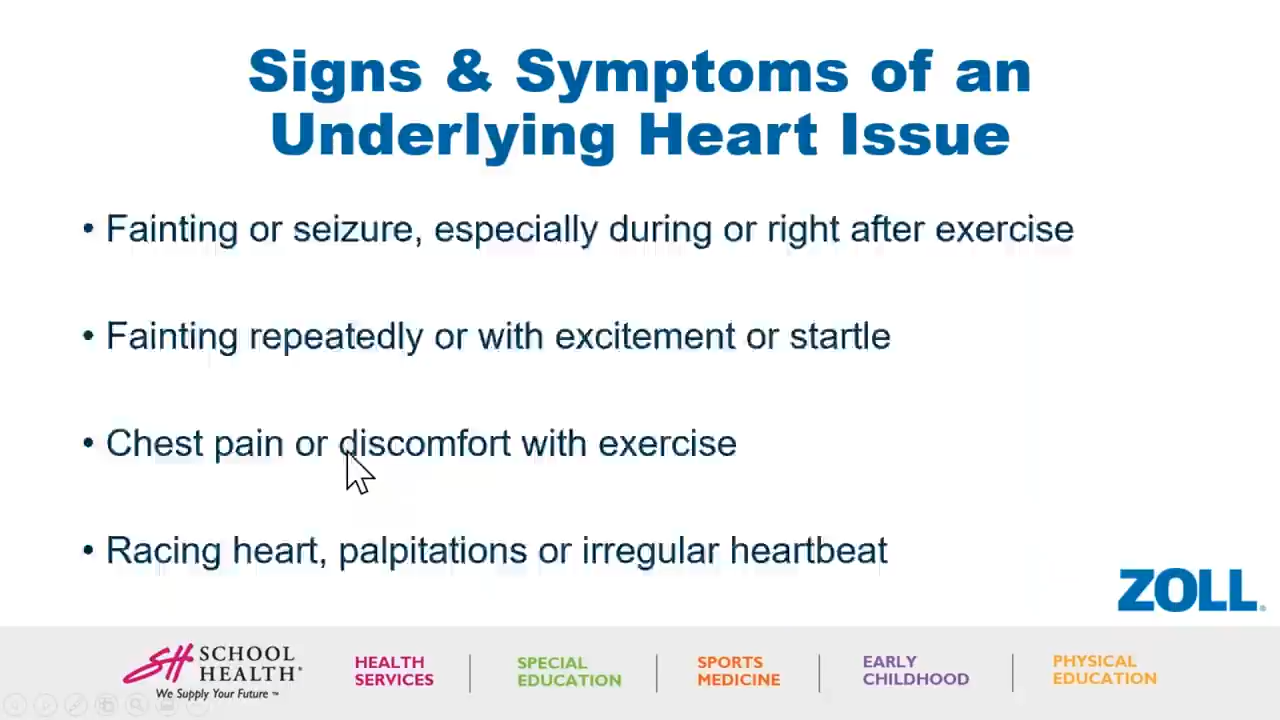 Signs & Symptoms of an
Underlying Heart Issue
• Fainting or seizure, especially during or right after exercise
• Fainting repeatedly or with excitement or startle
• Chest pain or discomfort with exercise
• Racing heart, palpitations or irregular heartbeat
ZOLL®
SH SCHOOL
HEALTH®
We Supply Your Future™
HEALTH
SERVICES
SPECIAL
EDUCATION
SPORTS
MEDICINE
EARLY
CHILDHOOD
PHYSICAL
EDUCATION